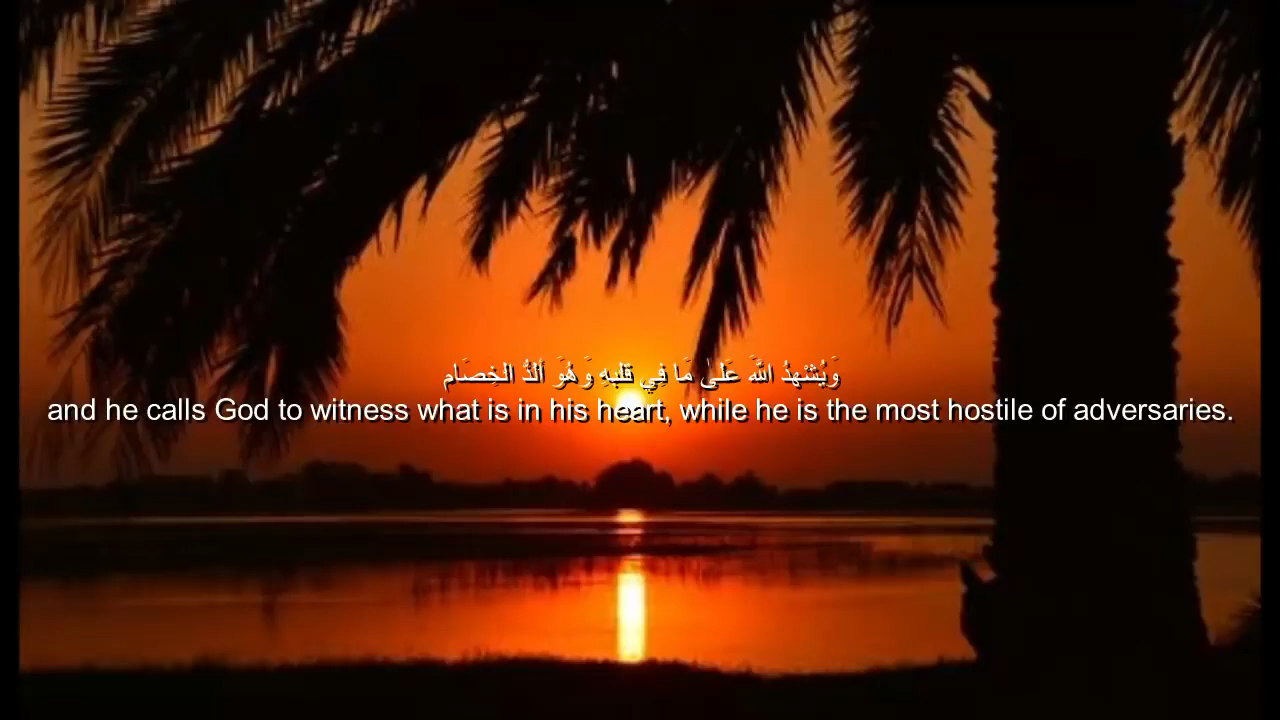 وَيُشْهِدُ اللَّهَ عَلَىٰ مَا فِي قَلْبِهِ وَهُوَ أَلَدُّ الْخِصَامِ
and he calls God to witness what is in his heart, while he is the most hostile of adversaries.